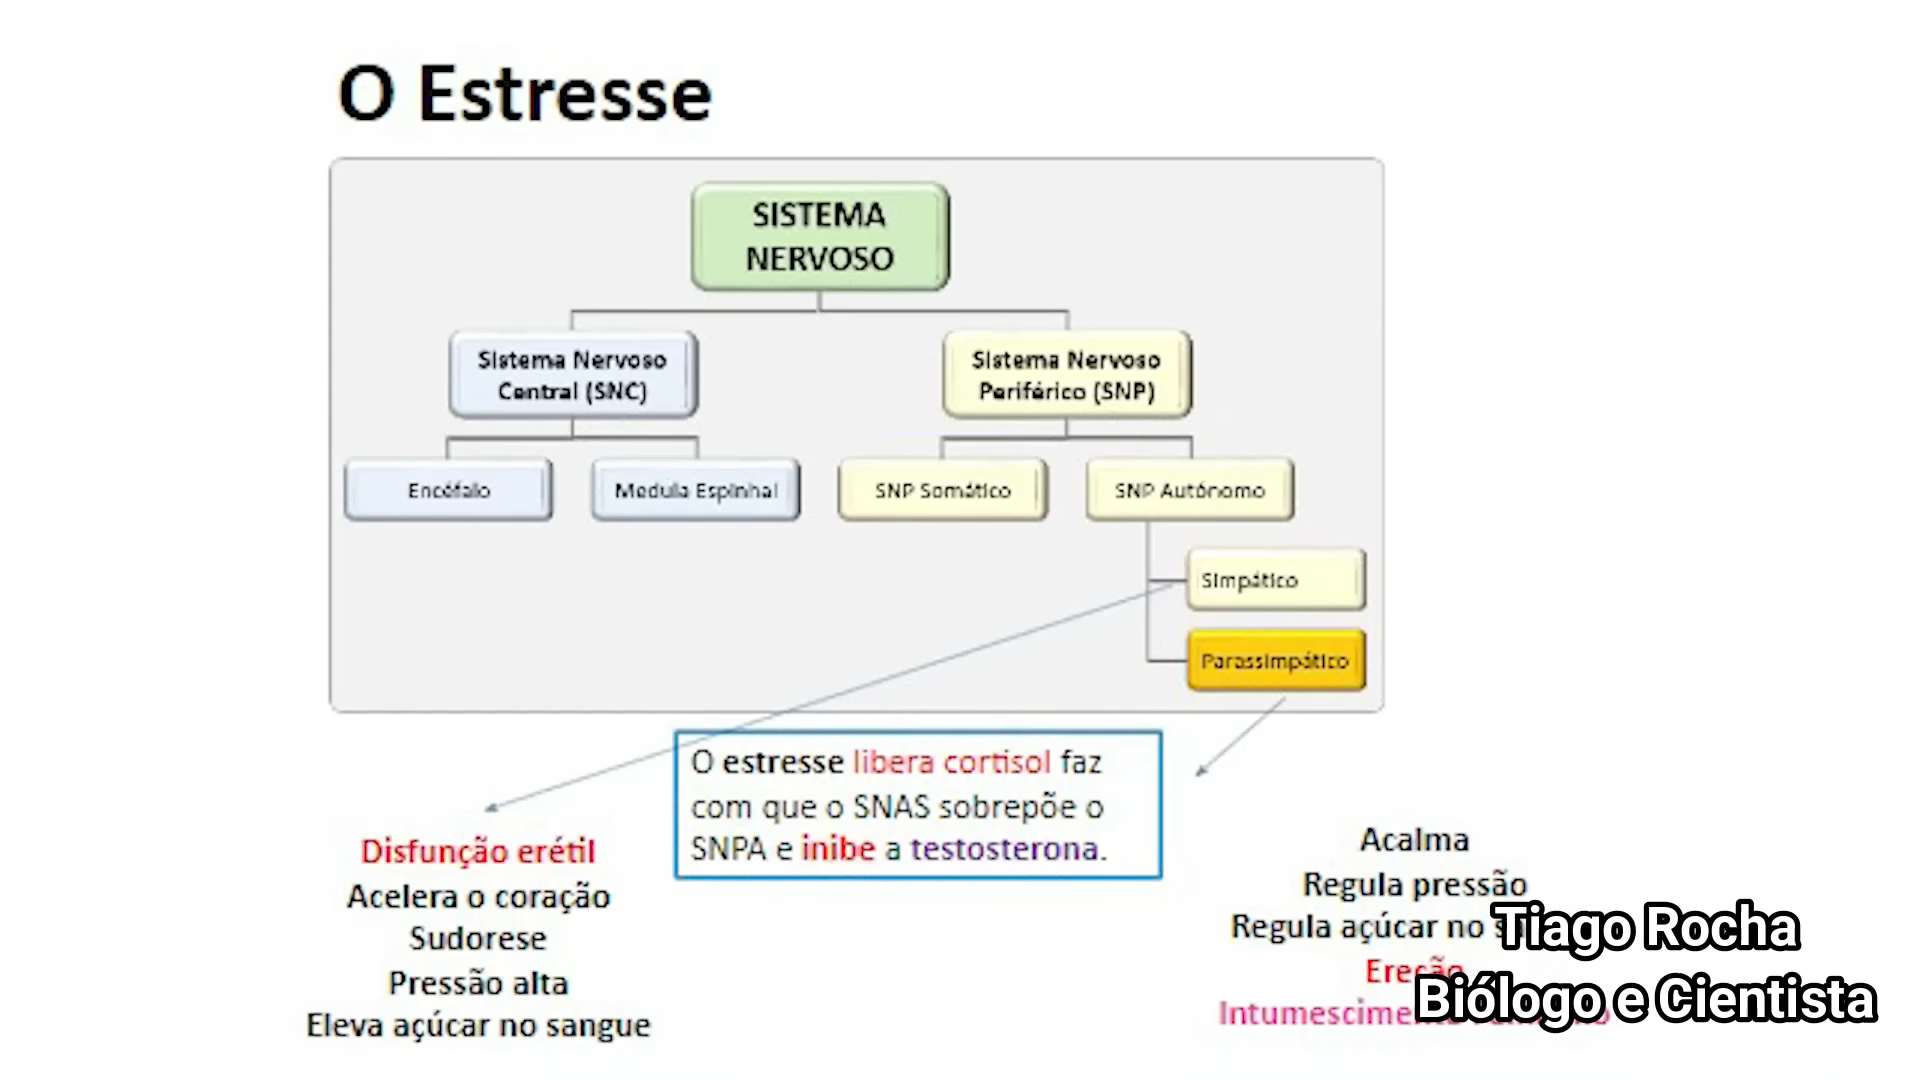 O Estresse
SISTEMA
NERVOSO
Sistema Nervoso
Central (SNC)
Sistema Nervoso
Periférico (SNP)
Encéfalo
Medula Espinhal
SNP Somático
SNP Autónomo
Simpático
Parassimpático
O estresse libera cortisol faz
com que o SNAS sobrepõe o
SNPA e inibe a testosterona.
Disfunção erétil
Acelera o coração
Sudorese
Pressão alta
Eleva açúcar no sangue
Acalma
Regula pressão
Regula açúcar no
Ereção
Tiago Rocha
Biólogo e Cientista